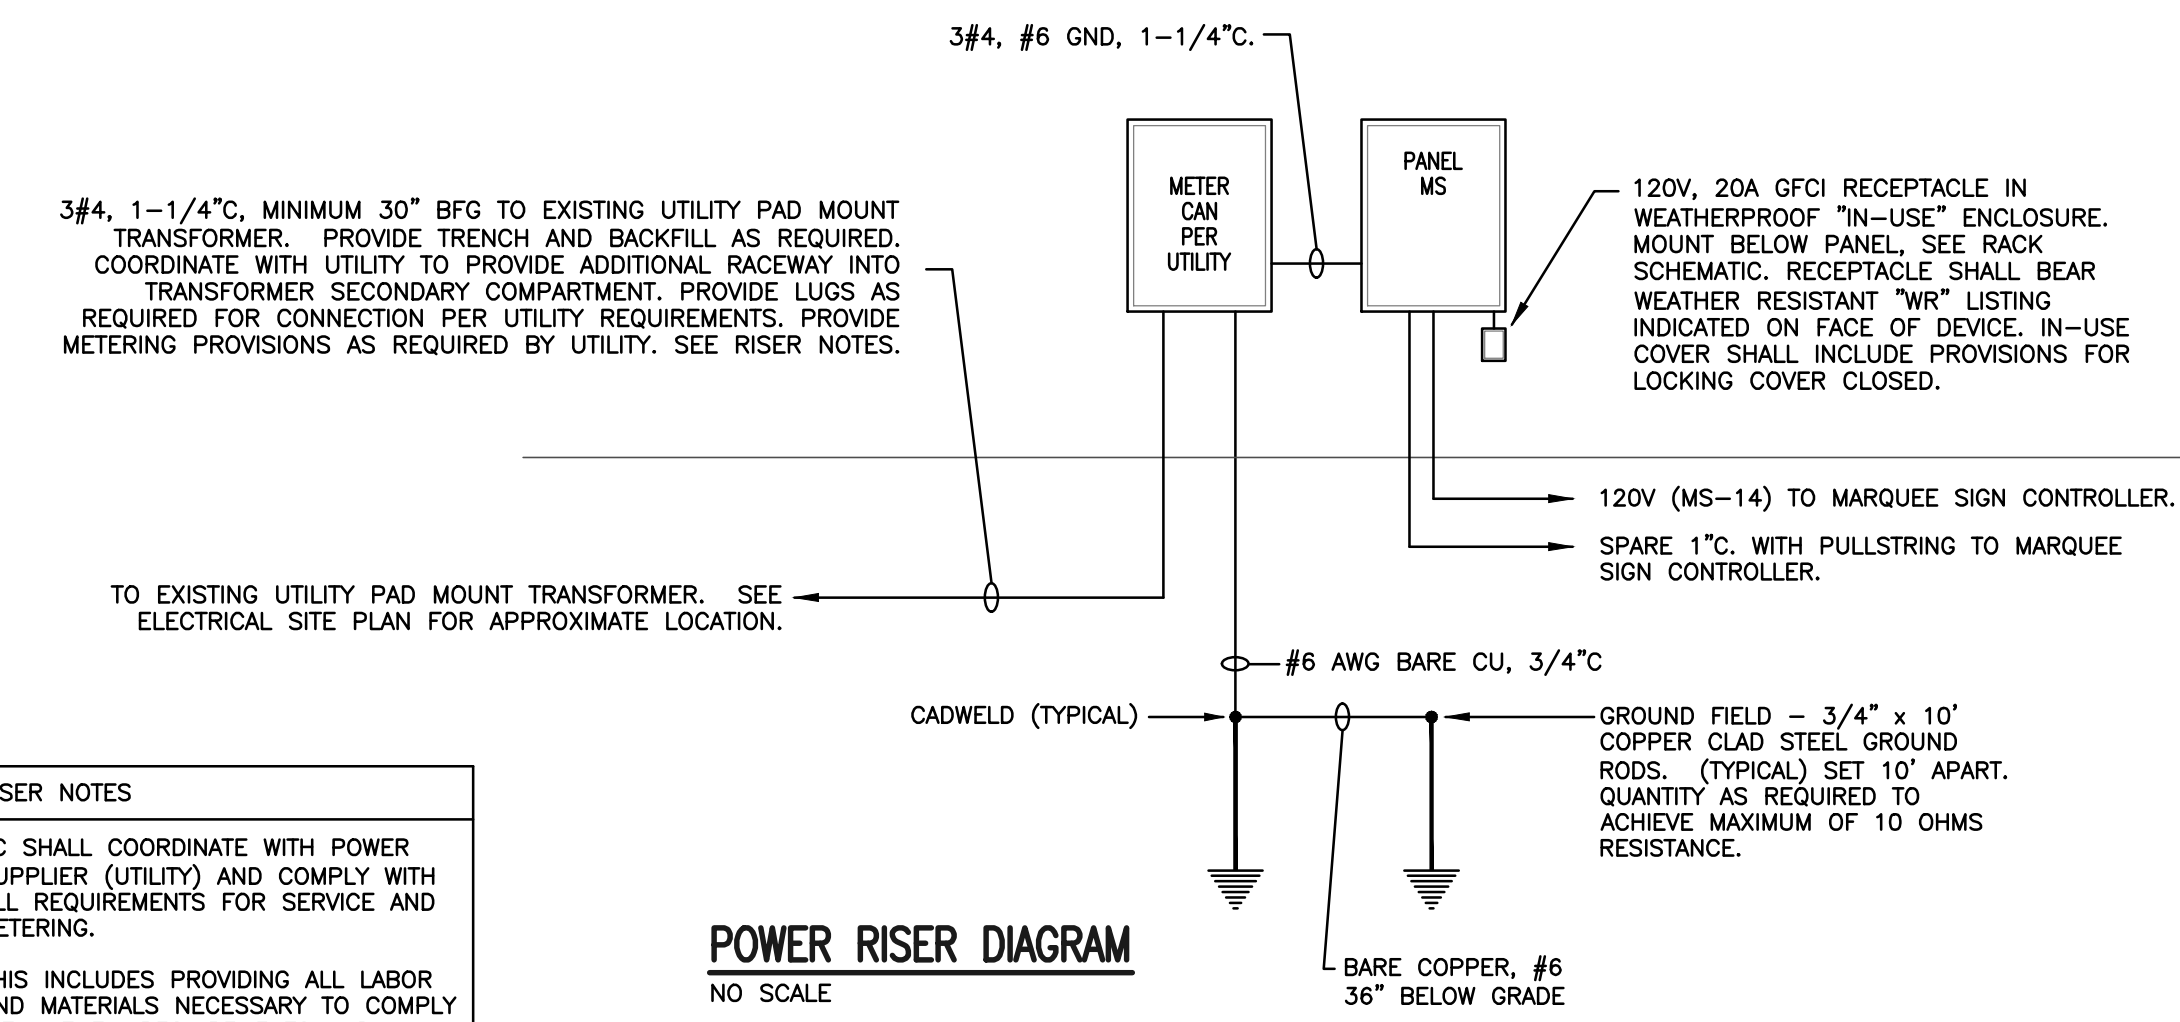 3#4, #6 GND, 1-1/4"C.
METER
CAN
PER
UTILITY
PANEL
MS
3#4, 1-1/4"C, MINIMUM 30" BFG TO EXISTING UTILITY PAD MOUNT
TRANSFORMER. PROVIDE TRENCH AND BACKFILL AS REQUIRED.
COORDINATE WITH UTILITY TO PROVIDE ADDITIONAL RACEWAY INTO
TRANSFORMER SECONDARY COMPARTMENT. PROVIDE LUGS AS
REQUIRED FOR CONNECTION PER UTILITY REQUIREMENTS. PROVIDE
METERING PROVISIONS AS REQUIRED BY UTILITY. SEE RISER NOTES.
120V, 20A GFCI RECEPTACLE IN
WEATHERPROOF "IN-USE" ENCLOSURE.
MOUNT BELOW PANEL, SEE RACK
SCHEMATIC. RECEPTACLE SHALL BEAR
WEATHER RESISTANT "WR" LISTING
INDICATED ON FACE OF DEVICE. IN-USE
COVER SHALL INCLUDE PROVISIONS FOR
LOCKING COVER CLOSED.
120V (MS-14) TO MARQUEE SIGN CONTROLLER.
SPARE 1"C. WITH PULLSTRING TO MARQUEE
SIGN CONTROLLER.
TO EXISTING UTILITY PAD MOUNT TRANSFORMER. SEE
ELECTRICAL SITE PLAN FOR APPROXIMATE LOCATION.
#6 AWG BARE CU, 3/4"C
CADWELD (TYPICAL)
GROUND FIELD - 3/4" x 10'
COPPER CLAD STEEL GROUND
RODS. (TYPICAL) SET 10' APART.
QUANTITY AS REQUIRED TO
ACHIEVE MAXIMUM OF 10 OHMS
RESISTANCE.
BARE COPPER, #6
36" BELOW GRADE
POWER RISER DIAGRAM
NO SCALE
SER NOTES
C SHALL COORDINATE WITH POWER
UPPLIER (UTILITY) AND COMPLY WITH
LL REQUIREMENTS FOR SERVICE AND
ETERING.
HIS INCLUDES PROVIDING ALL LABOR
ND MATERIALS NECESSARY TO COMPLY